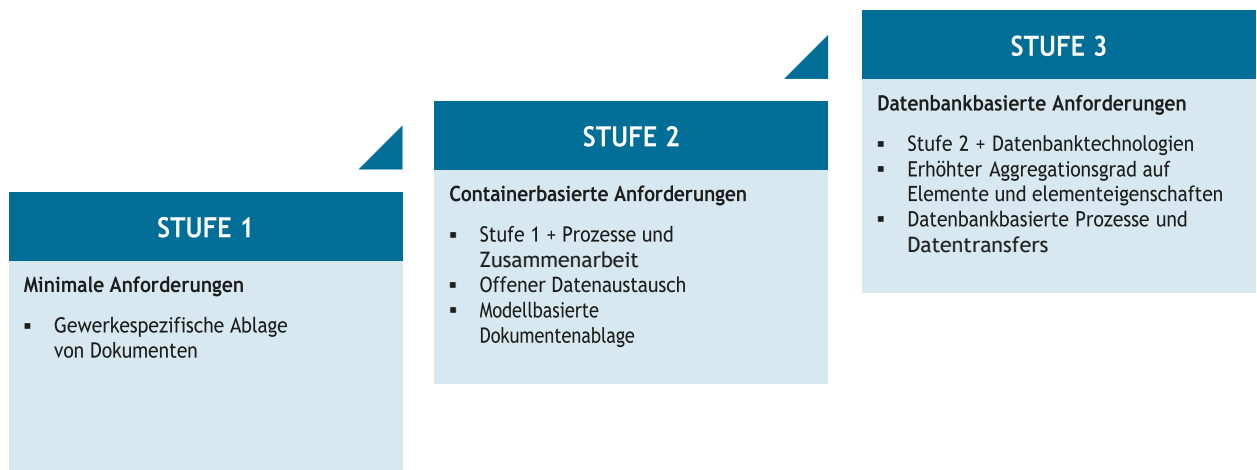 STUFE 1
Minimale Anforderungen
▪ Gewerkespezifische Ablage
von Dokumenten
STUFE 2
Containerbasierte Anforderungen
▪ Stufe 1 + Prozesse und
Zusammenarbeit
▪ Offener Datenaustausch
▪ Modellbasierte
Dokumentenablage
STUFE 3
Datenbankbasierte Anforderungen
▪ Stufe 2 + Datenbanktechnologien
▪ Erhöhter Aggregationsgrad auf
Elemente und elementeigenschaften
▪ Datenbankbasierte Prozesse und
Datentransfers